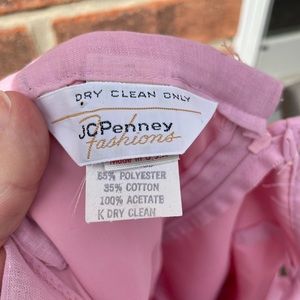 DRY CLEAN ONLY
JCPenney
Fashions
Made in U.S.A.
65% POLYESTER
35% COTTON
100% ACETATE
K DRY CLEAN